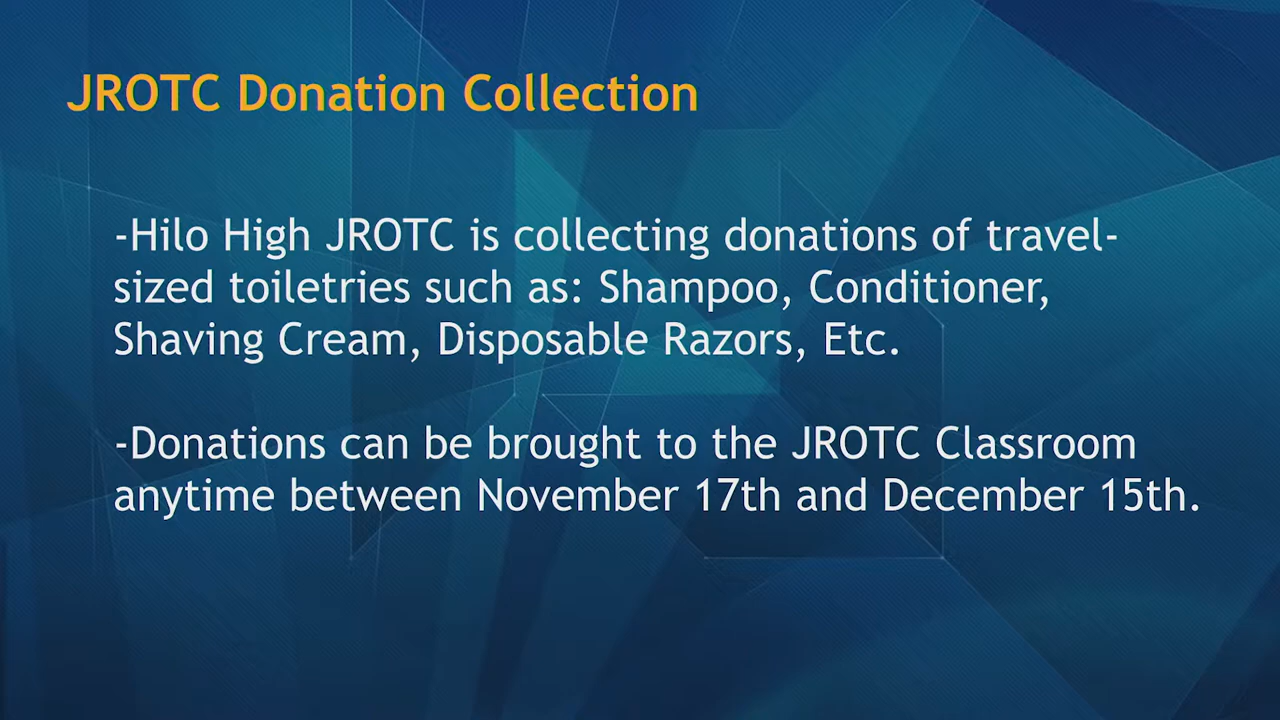 JROTC Donation Collection
-Hilo High JROTC is collecting donations of travel-
sized toiletries such as: Shampoo, Conditioner,
Shaving Cream, Disposable Razors, Etc.
-Donations can be brought to the JROTC Classroom
anytime between November 17th and December 15th.